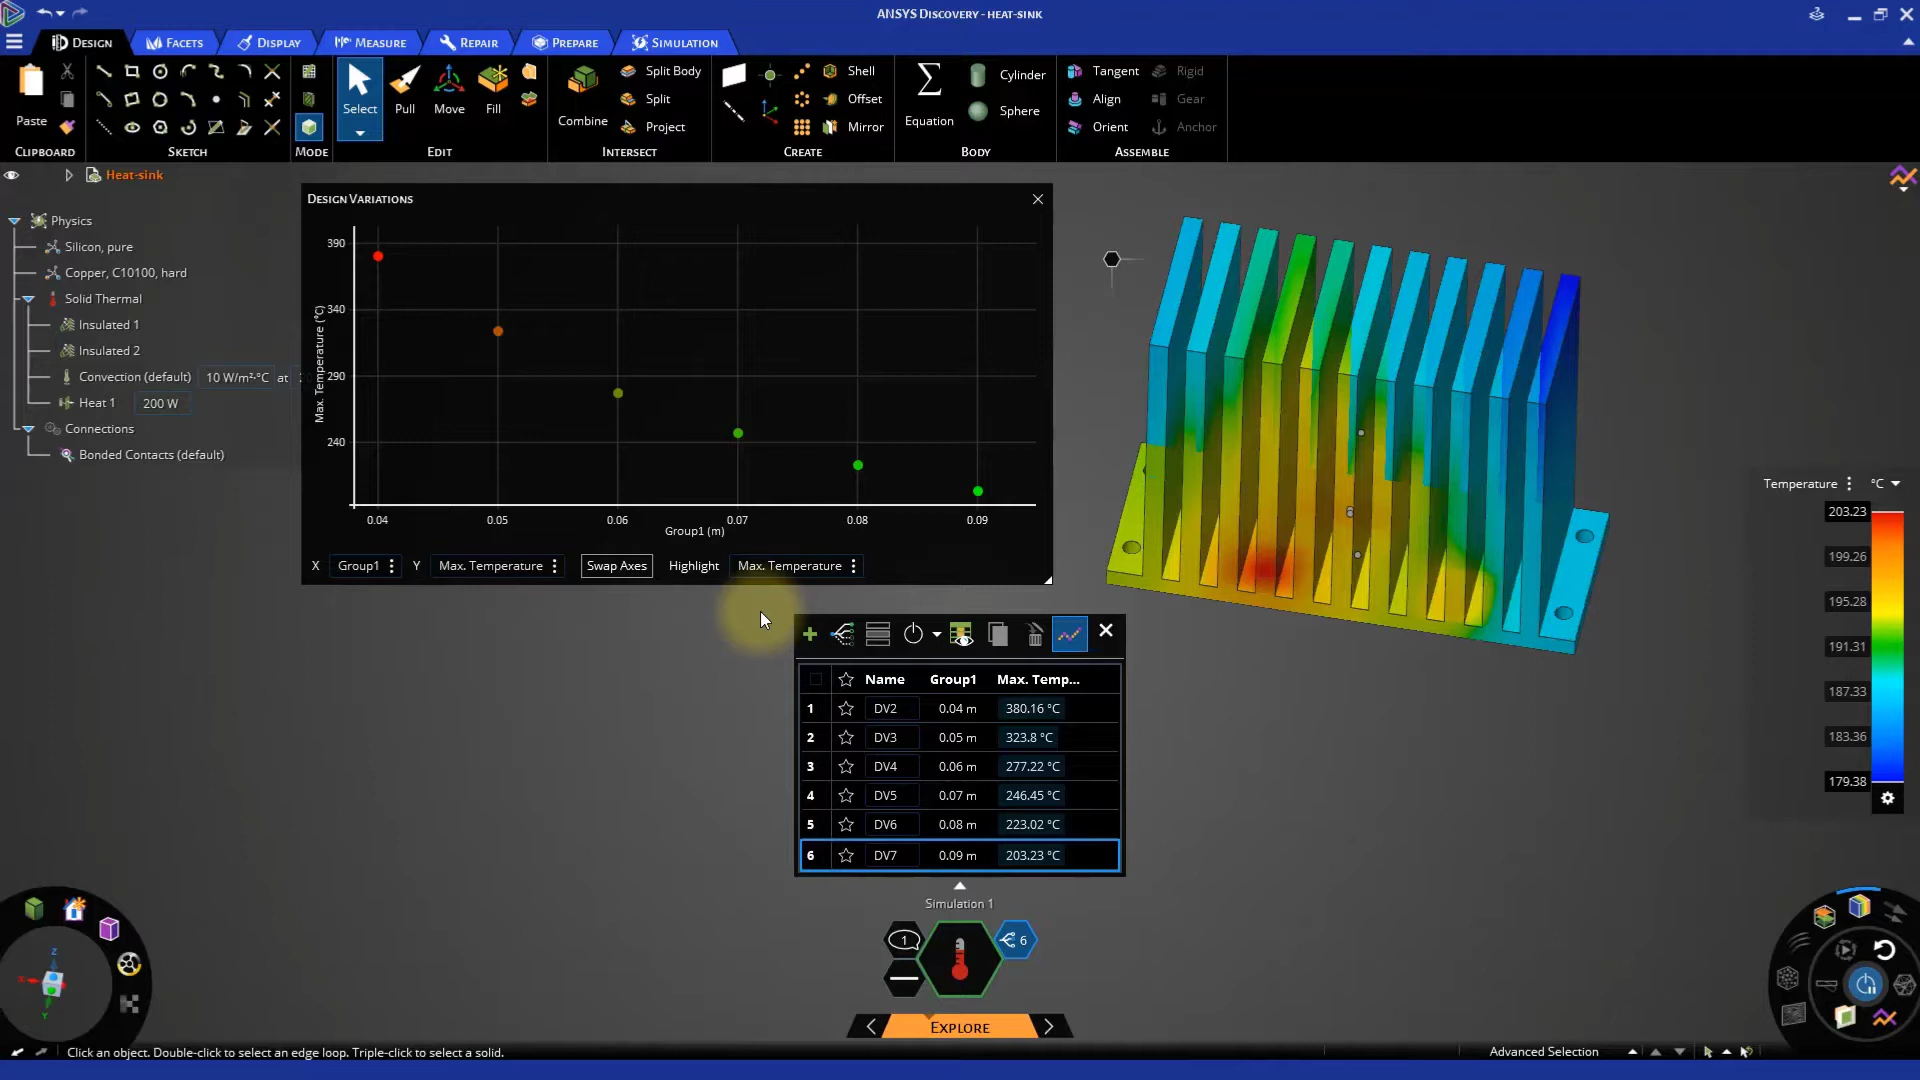 ANSYS Discovery - heat-sink
Design
Facets
Display
Measure
Repair
Prepare
Simulation
Paste
Select
Pull
Move
Fill
Combine
Split Body
Split
Project
Shell
Offset
Mirror
Equation
Cylinder
Sphere
Tangent
Align
Orient
Rigid
Gear
Anchor
Clipboard
Sketch
Mode
Edit
Intersect
Create
Body
Assemble
Heat-sink
Physics
Silicon, pure
Copper, C10100, hard
Solid Thermal
Insulated 1
Insulated 2
Convection (default) 10 W/m²·°C at
Heat 1 200 W
Connections
Bonded Contacts (default)
Design Variations
390
340
290
240
Max. Temperature (°C)
0.04 0.05 0.06 0.07 0.08 0.09
Group1 (m)
X Group1 Y Max. Temperature Swap Axes Highlight Max. Temperature
Name Group1 Max. Temp...
1 DV2 0.04 m 380.16 °C
2 DV3 0.05 m 323.8 °C
3 DV4 0.06 m 277.22 °C
4 DV5 0.07 m 246.45 °C
5 DV6 0.08 m 223.02 °C
6 DV7 0.09 m 203.23 °C
Temperature °C
203.23
199.26
195.28
191.31
187.33
183.36
179.38
Simulation 1
1
6
Explore
Z
X
Y
Click an object. Double-click to select an edge loop. Triple-click to select a solid.
Advanced Selection